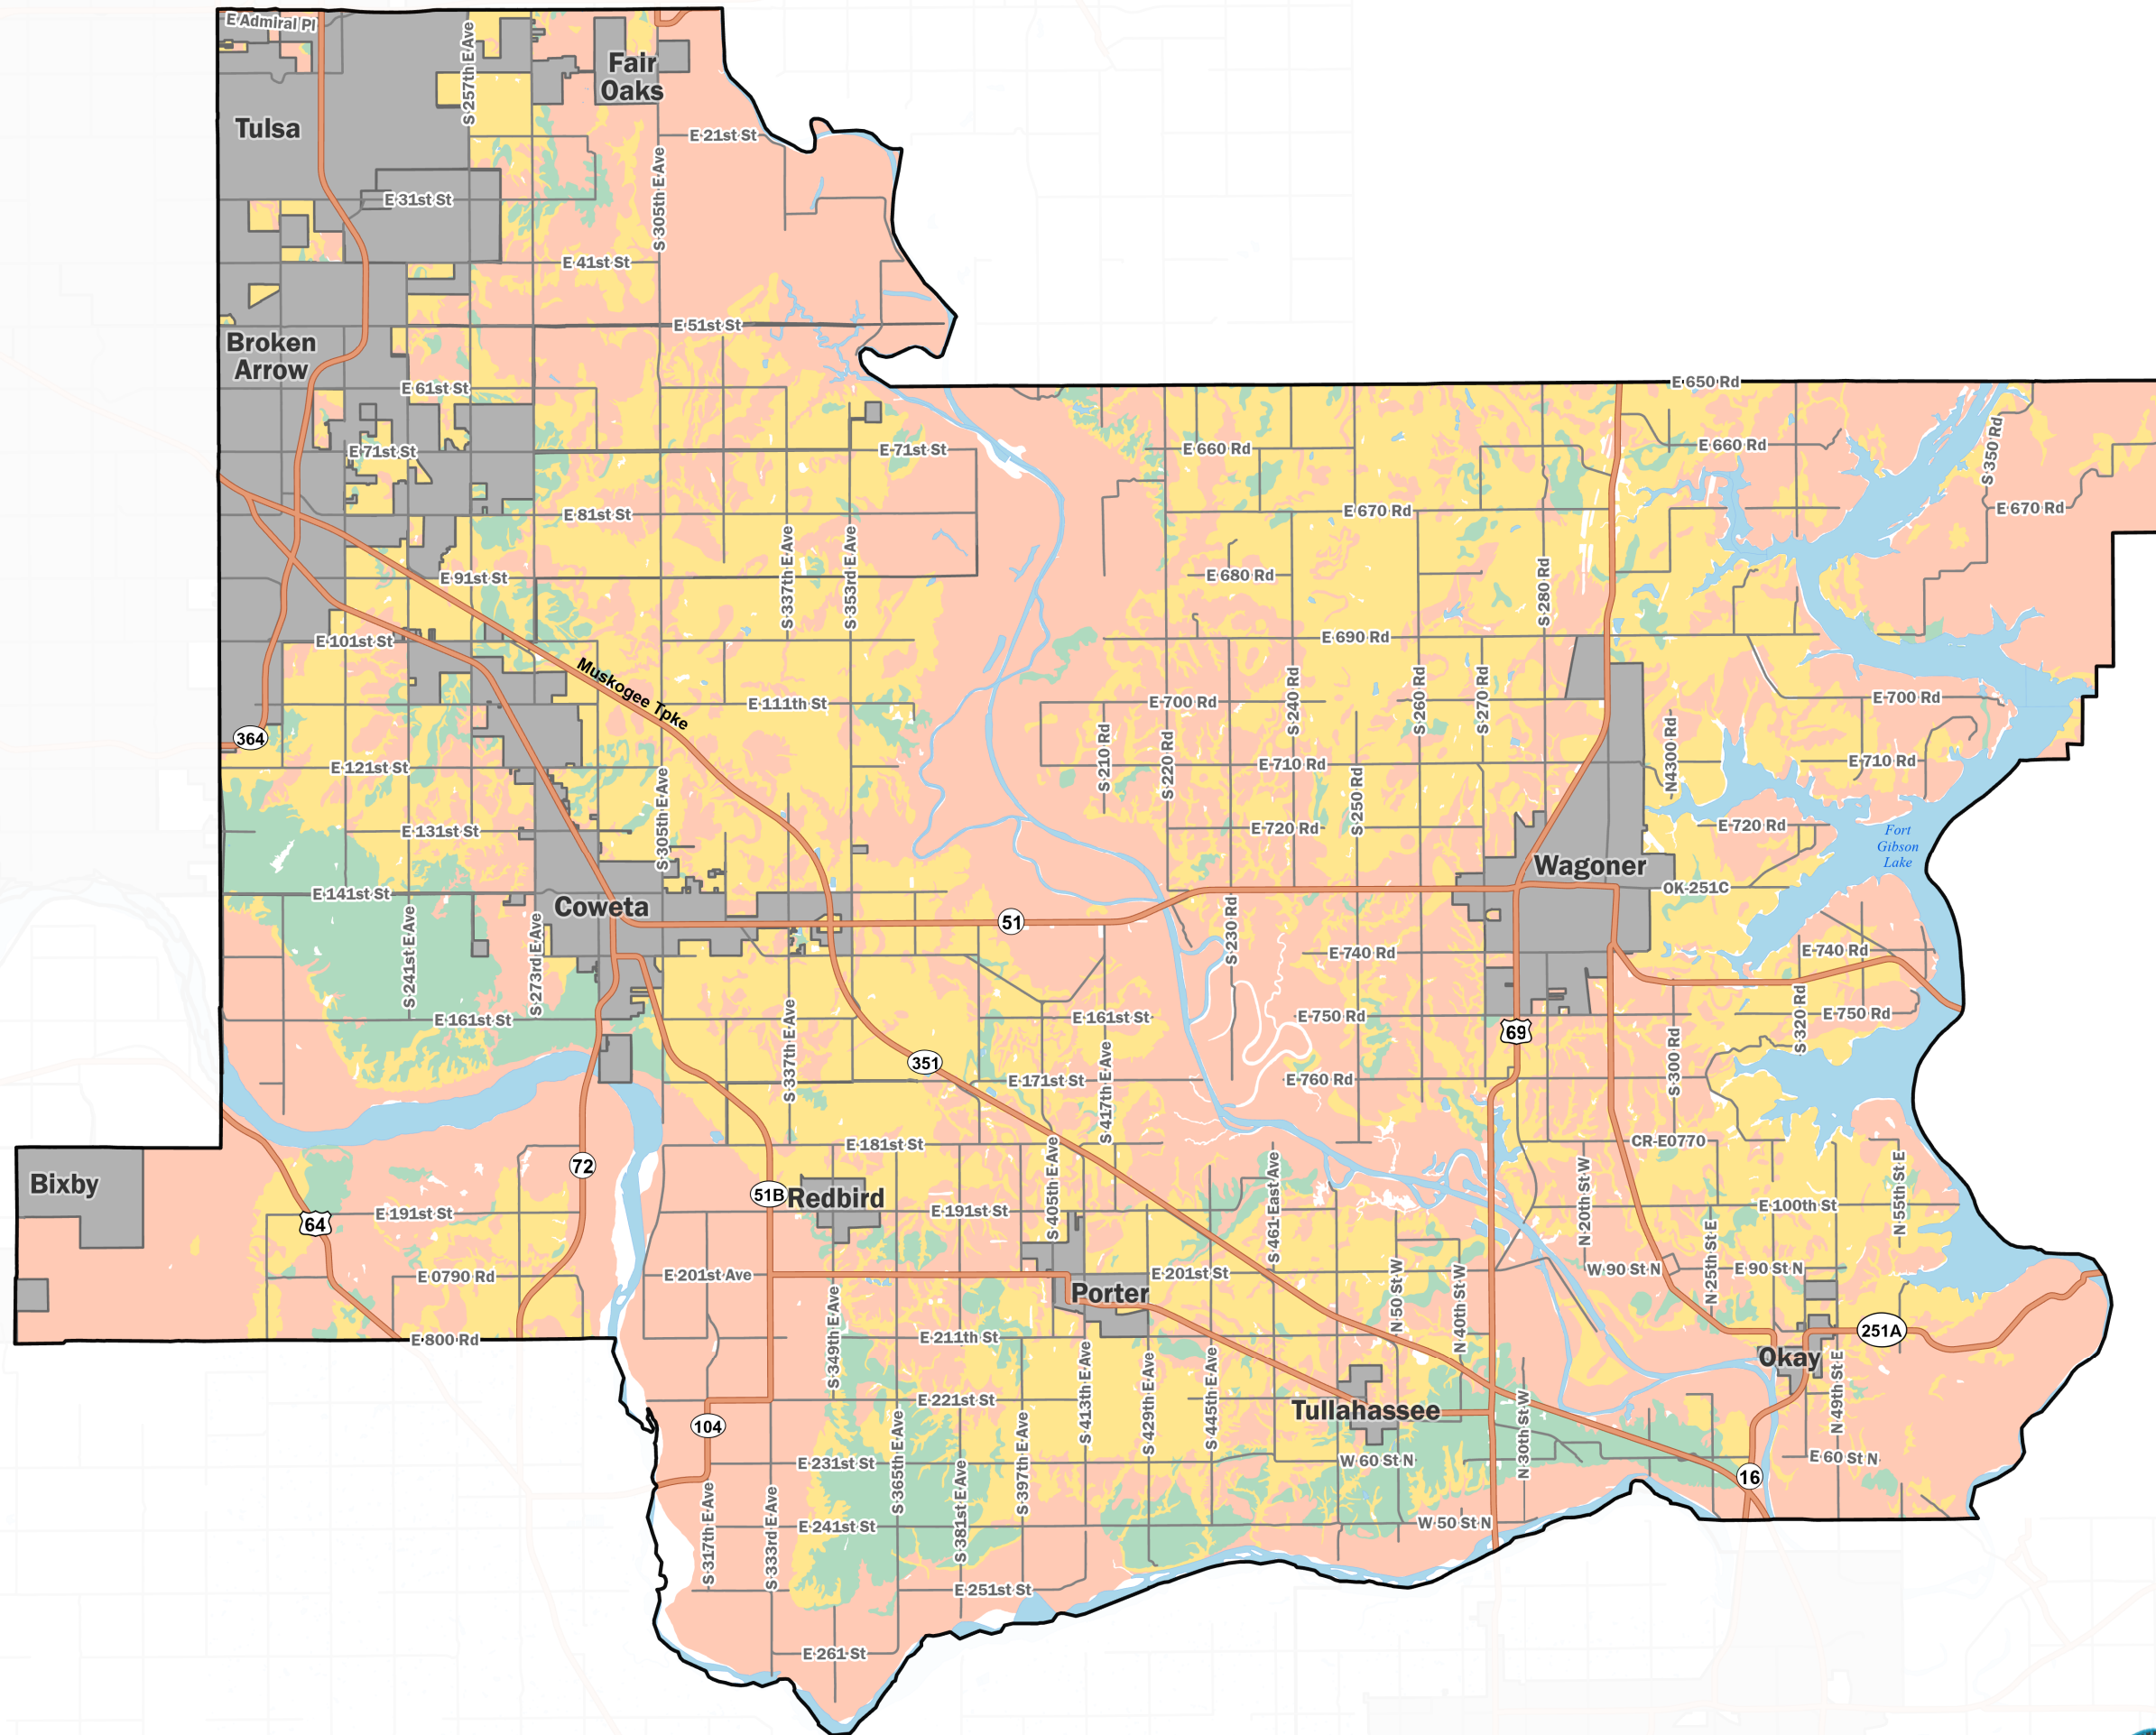 E Admiral Pl
S 257th E Ave
Fair
Oaks
Tulsa
E 21st St
E 31st St
S 305th E Ave
E 41st St
E 51st St
Broken
Arrow
E 61st St
E 650 Rd
E 71st St
E 71st St
E 660 Rd
E 660 Rd
S 350 Rd
E 81st St
E 670 Rd
E 670 Rd
S 337th E Ave
S 353rd E Ave
E 91st St
E 680 Rd
S 280 Rd
E 101st St
E 690 Rd
Muskogee Tpke
E 111th St
E 700 Rd
S 240 Rd
S 260 Rd
S 270 Rd
E 700 Rd
364
S 210 Rd
S 220 Rd
N4300 Rd
E 121st St
E 710 Rd
E 710 Rd
S 305th E Ave
S 250 Rd
E 131st St
E 720 Rd
E 720 Rd
Fort
Gibson
Lake
Wagoner
E 141st St
OK-251C
Coweta
51
S 241st E Ave
S 273rd E Ave
S 230 Rd
E 740 Rd
E 740 Rd
E 161st St
E 161st St
E 750 Rd
69
S 320 Rd
E 750 Rd
S 337th E Ave
351
S 300 Rd
E 171st St
S 417th E Ave
E 760 Rd
E 181st St
CR-E0770
Bixby
72
51B
Redbird
S 405th E Ave
S 461 East Ave
N 20th St W
N 55th St E
64
E 191st St
E 191st St
E 100th St
E 0790 Rd
E 201st Ave
E 201st St
W 90 St N
N 25th St E
E 90 St N
Porter
N 50 St W
N 40th St W
E 800 Rd
S 349th E Ave
E 211th St
251A
Okay
E 221st St
S 413th E Ave
S 429th E Ave
S 445th E Ave
Tullahassee
N 49th St E
104
S 365th E Ave
S 397th E Ave
N 30th St W
E 231st St
W 60 St N
E 60 St N
16
S 317th E Ave
S 333rd E Ave
E 241st St
S 381st E Ave
W 50 St N
E 251st St
E 261 St